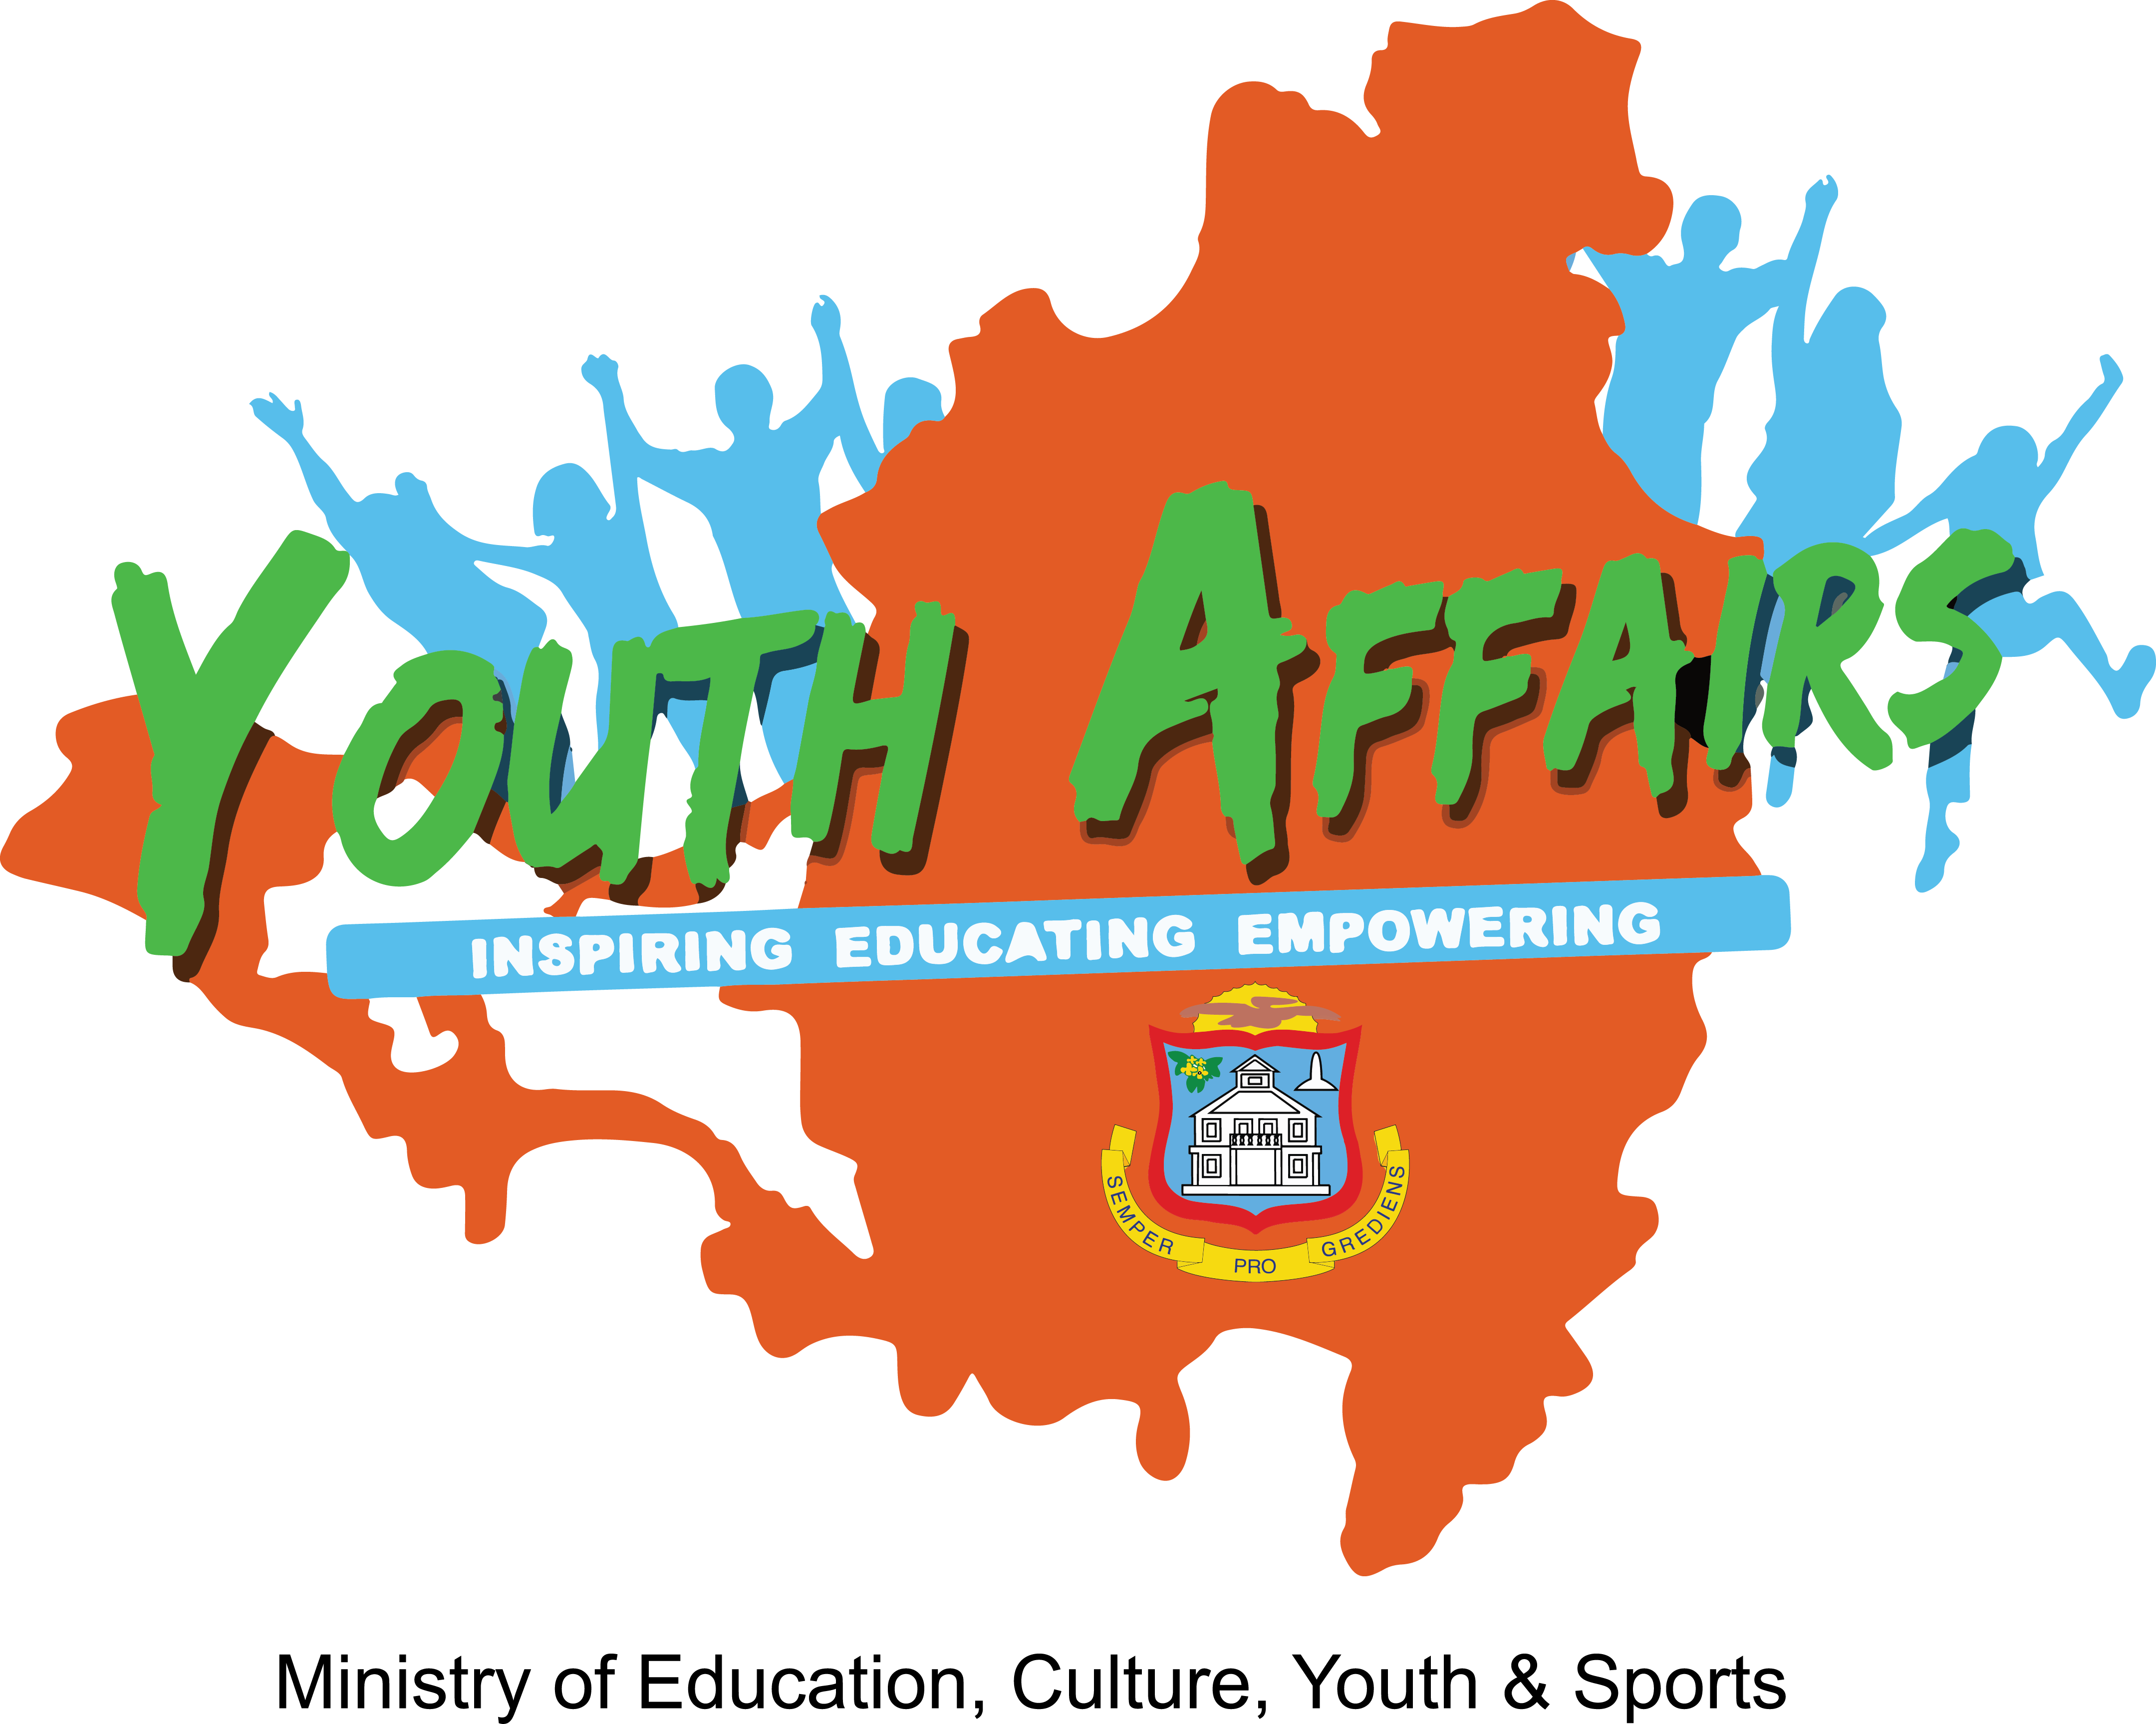 YOUTH AFFAIRS
INSPIRING EDUCATING EMPOWERING
SEMPER PRO GREDIENS
Ministry of Education, Culture, Youth & Sports